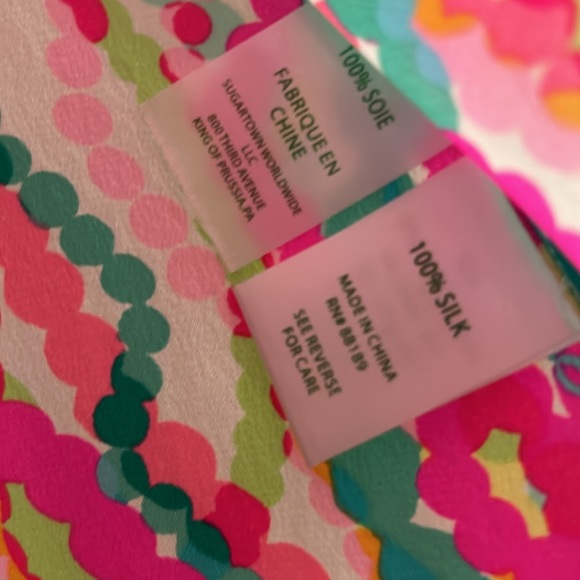 100% SOIE
FABRIQUE EN
CHINE
SUGARTOWN WORLDWIDE
LLC
800 THIRD AVENUE
KING OF PRUSSIA,PA
100% SILK
MADE IN CHINA
RN# 88189
SEE REVERSE
FOR CARE